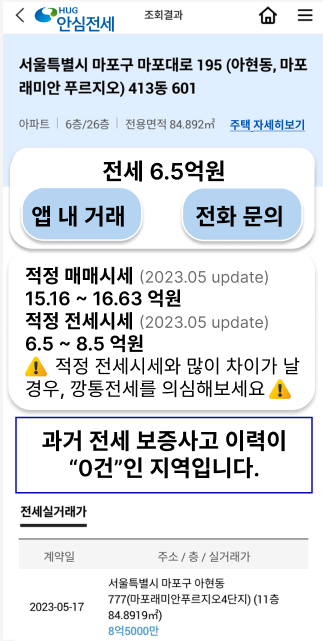 HUG
안심전세
조회결과
서울특별시 마포구 마포대로 195 (아현동, 마포
래미안 푸르지오) 413동 601
아파트 | 6층/26층 | 전용면적 84.892㎡ 주택 자세히보기
전세 6.5억원
앱 내 거래 전화 문의
적정 매매시세 (2023.05 update)
15.16 ~ 16.63 억원
적정 전세시세 (2023.05 update)
6.5 ~ 8.5 억원
⚠️ 적정 전세시세와 많이 차이가 날
경우, 깡통전세를 의심해보세요 ⚠️
과거 전세 보증사고 이력이
“0건”인 지역입니다.
전세실거래가
계약일 주소 / 층 / 실거래가
서울특별시 마포구 아현동
2023-05-17 777(마포래미안푸르지오4단지) (11층
84.8919㎡)
8억5000만